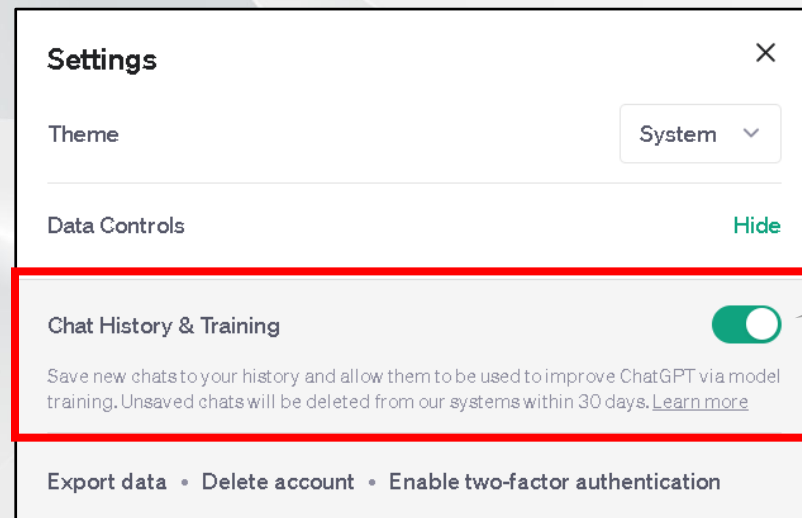 Settings
Theme
System
Data Controls
Hide
Chat History & Training
Save new chats to your history and allow them to be used to improve ChatGPT via model
training. Unsaved chats will be deleted from our systems within 30 days. Learn more
Export data • Delete account • Enable two-factor authentication